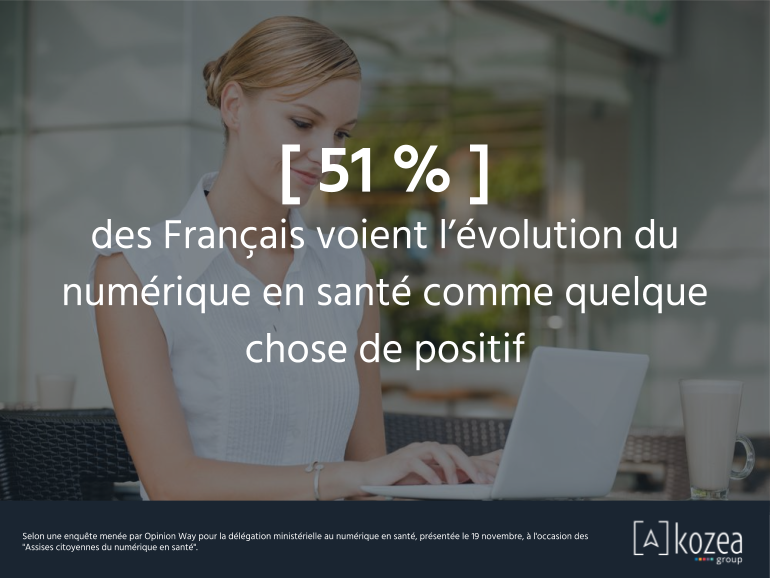 [ 51 % ]
des Français voient l’évolution du
numérique en santé comme quelque
chose de positif
Selon une enquête menée par Opinion Way pour la délégation ministérielle au numérique en santé, présentée le 19 novembre, à l'occasion des
"Assises citoyennes du numérique en santé".
[A] kozea
group